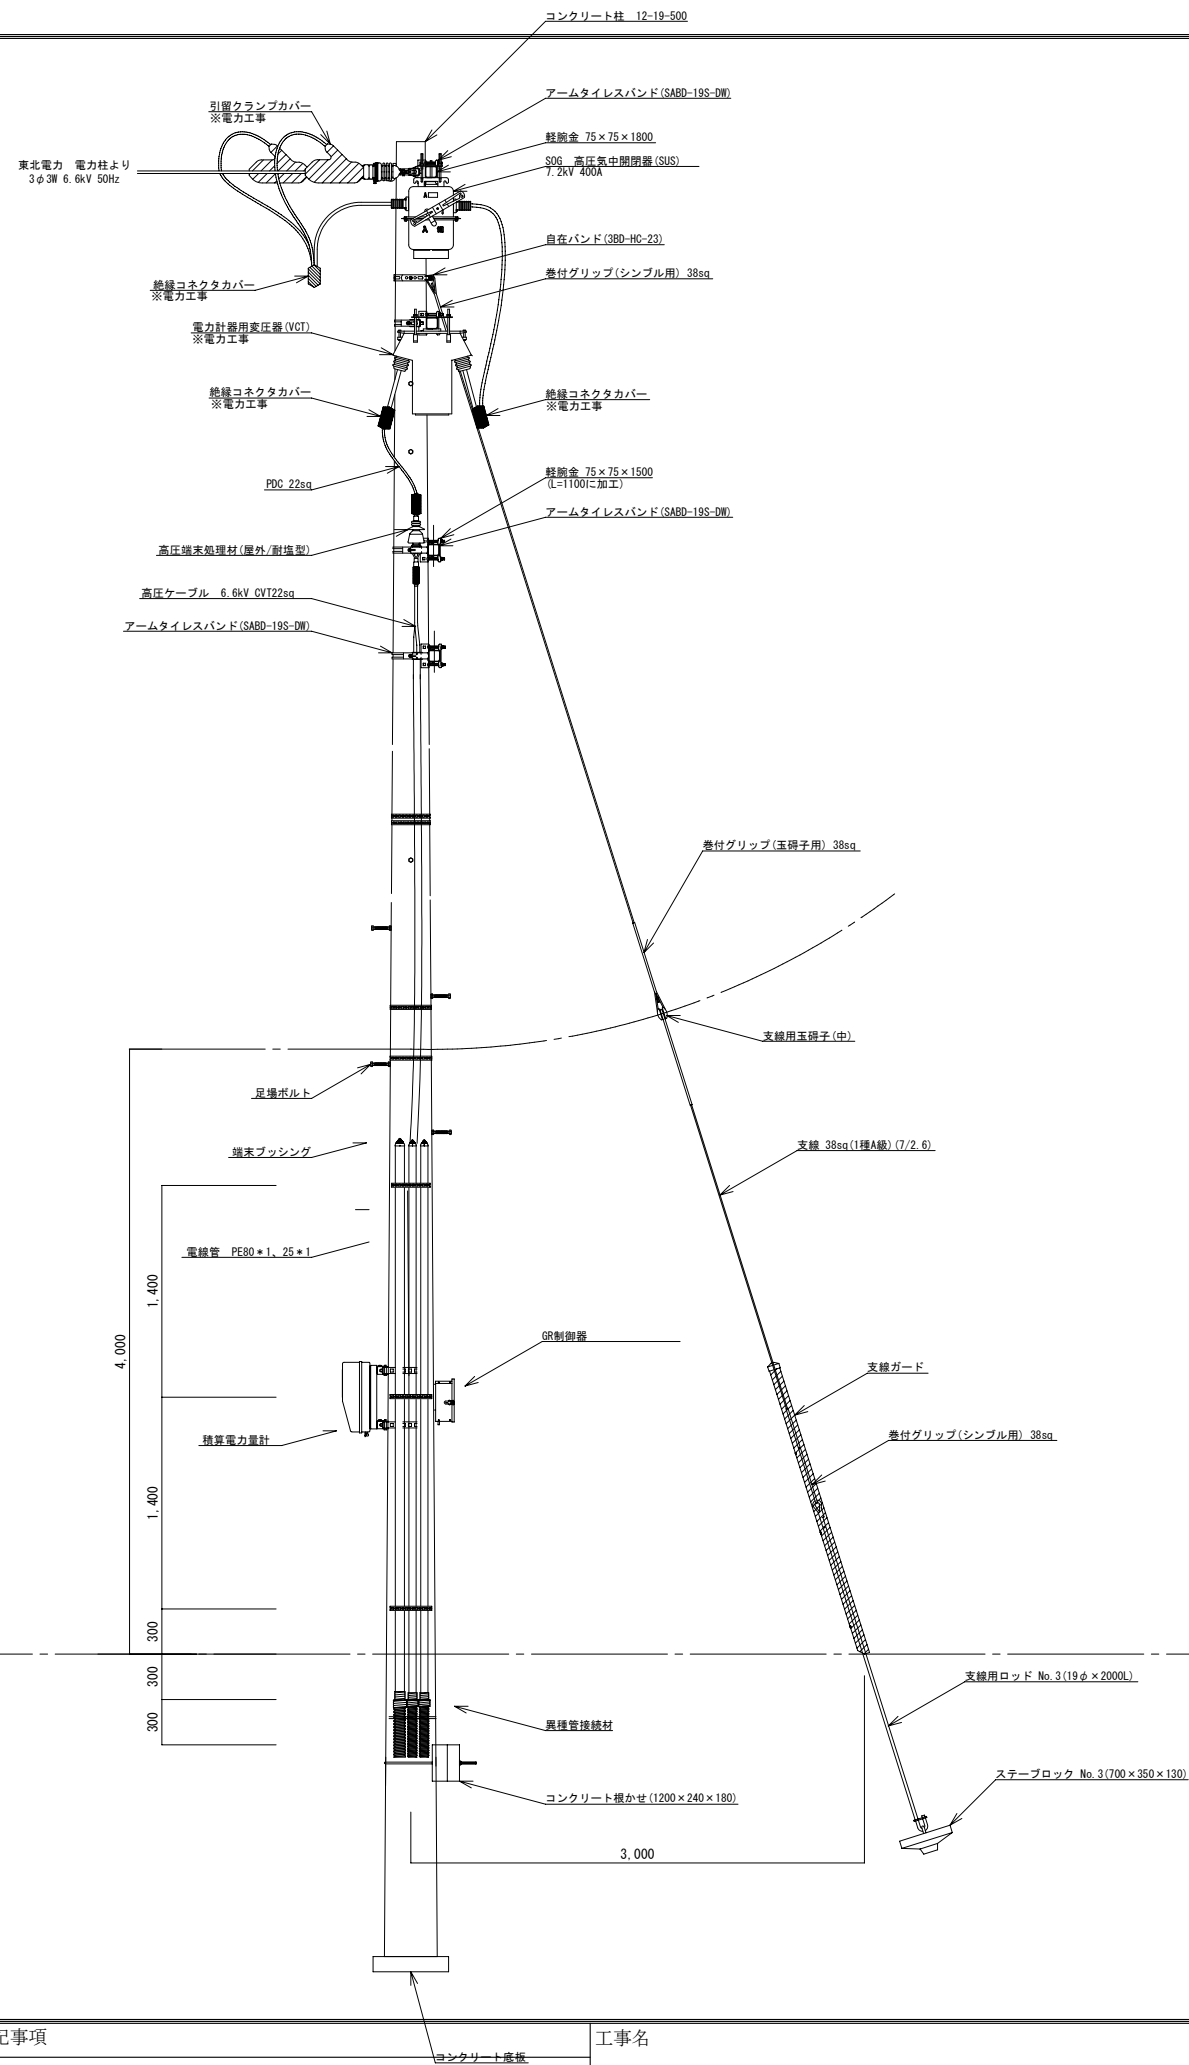 コンクリート柱 12-19-500
アームタイレスバンド(SABD-19S-DW)
引留クランプカバー
※電力工事
軽腕金 75×75×1800
東北電力 電力柱より
3φ3W 6.6kV 50Hz
SOG 高圧気中開閉器(SUS)
7.2kV 400A
自在バンド(3BD-HC-23)
巻付グリップ(シンブル用) 38sq
絶縁コネクタカバー
※電力工事
電力計器用変圧器(VCT)
※電力工事
絶縁コネクタカバー
※電力工事
絶縁コネクタカバー
※電力工事
軽腕金 75×75×1500
(L=1100に加工)
PDC 22sq
アームタイレスバンド(SABD-19S-DW)
高圧端末処理材(屋外/耐塩型)
高圧ケーブル 6.6kV CVT22sq
アームタイレスバンド(SABD-19S-DW)
巻付グリップ(玉碍子用) 38sq
支線用玉碍子(中)
足場ボルト
端末ブッシング
支線 38sq(1種A級)(7/2.6)
電線管 PE80*1、25*1
1,400
4,000
GR制御器
支線ガード
積算電力量計
巻付グリップ(シンブル用) 38sq
1,400
300
300
支線用ロッド No.3(19φ×2000L)
300
異種管接続材
ステーブロック No.3(700×350×130)
コンクリート根かせ(1200×240×180)
3,000
記事項
工事名
コンクリート底板